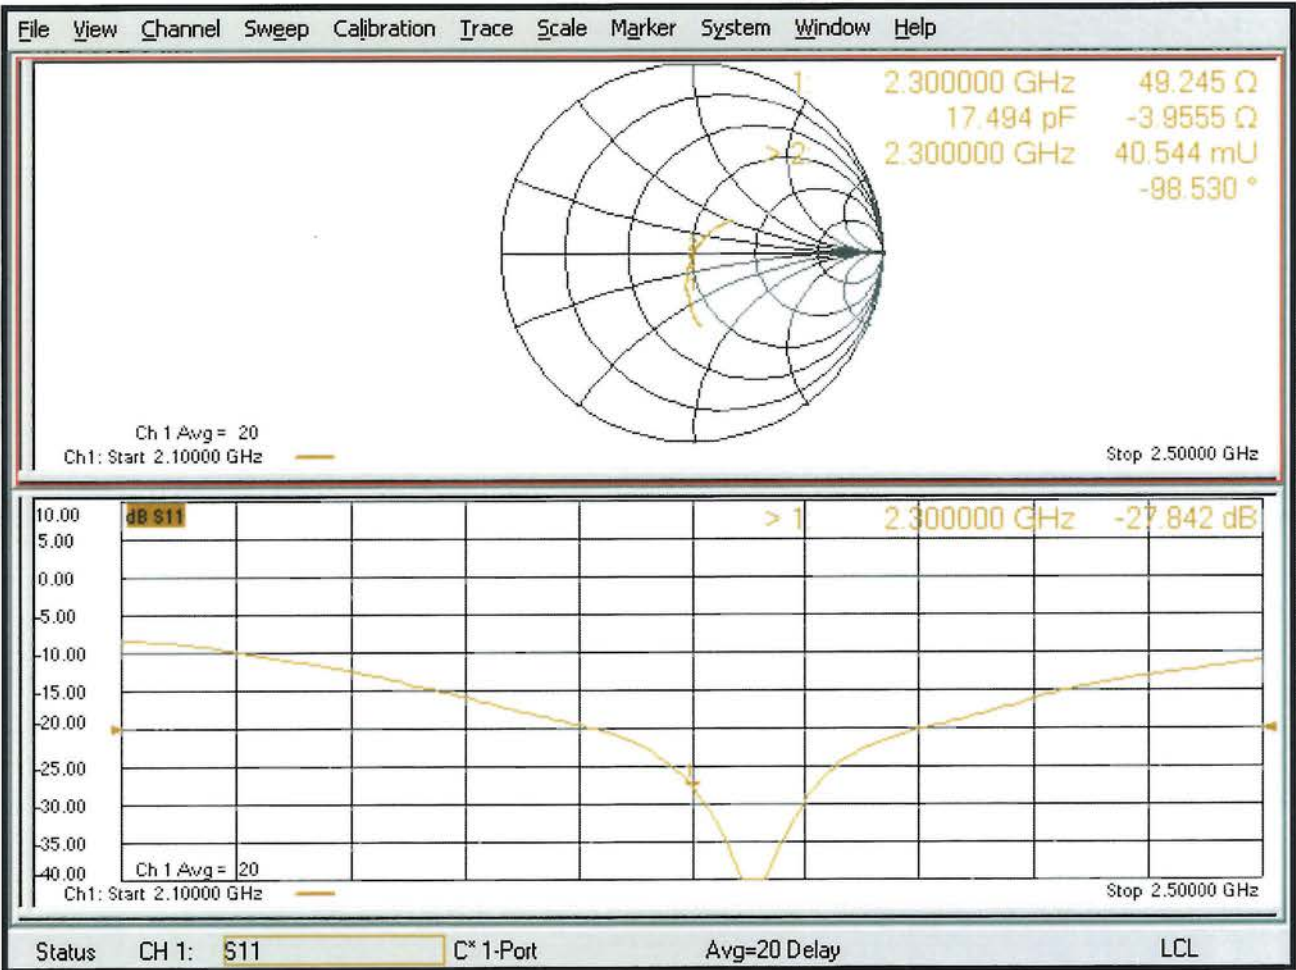 File View Channel Sweep Calibration Trace Scale Marker System Window Help
1: 2.300000 GHz 49.245 Ω
17.494 pF -3.9555 Ω
> 2: 2.300000 GHz 40.544 mU
-98.530 °
Ch 1 Avg = 20
Ch1: Start 2.10000 GHz
Stop 2.50000 GHz
10.00 dB S11 > 1: 2.300000 GHz -27.842 dB
5.00
0.00
-5.00
-10.00
-15.00
-20.00
-25.00
-30.00
-35.00
-40.00
Ch 1 Avg = 20
Ch1: Start 2.10000 GHz
Stop 2.50000 GHz
Status CH 1: S11 C* 1-Port Avg=20 Delay LCL